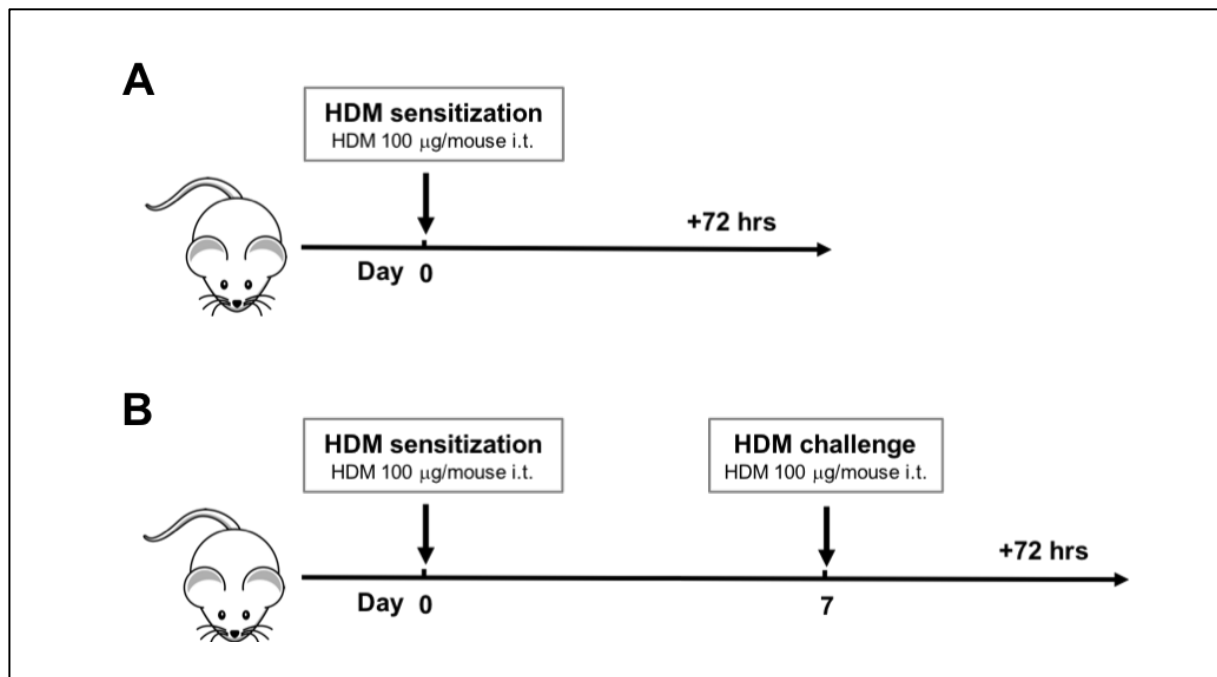 A
HDM sensitization
HDM 100 μg/mouse i.t.
+72 hrs
Day 0
B
HDM sensitization
HDM 100 μg/mouse i.t.
HDM challenge
HDM 100 μg/mouse i.t.
+72 hrs
Day 0
7